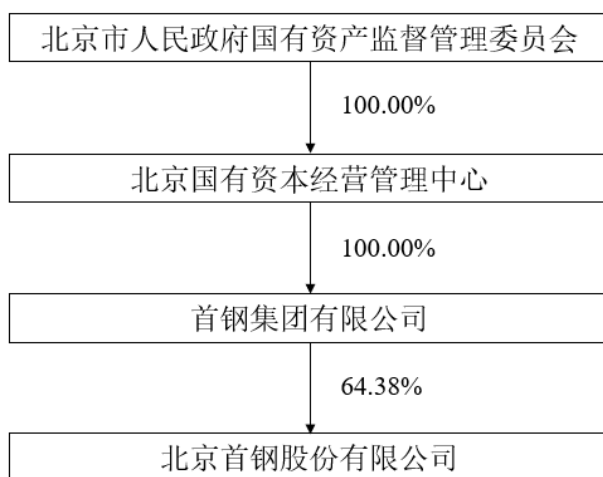 北京市人民政府国有资产监督管理委员会
100.00%
北京国有资本经营管理中心
100.00%
首钢集团有限公司
64.38%
北京首钢股份有限公司